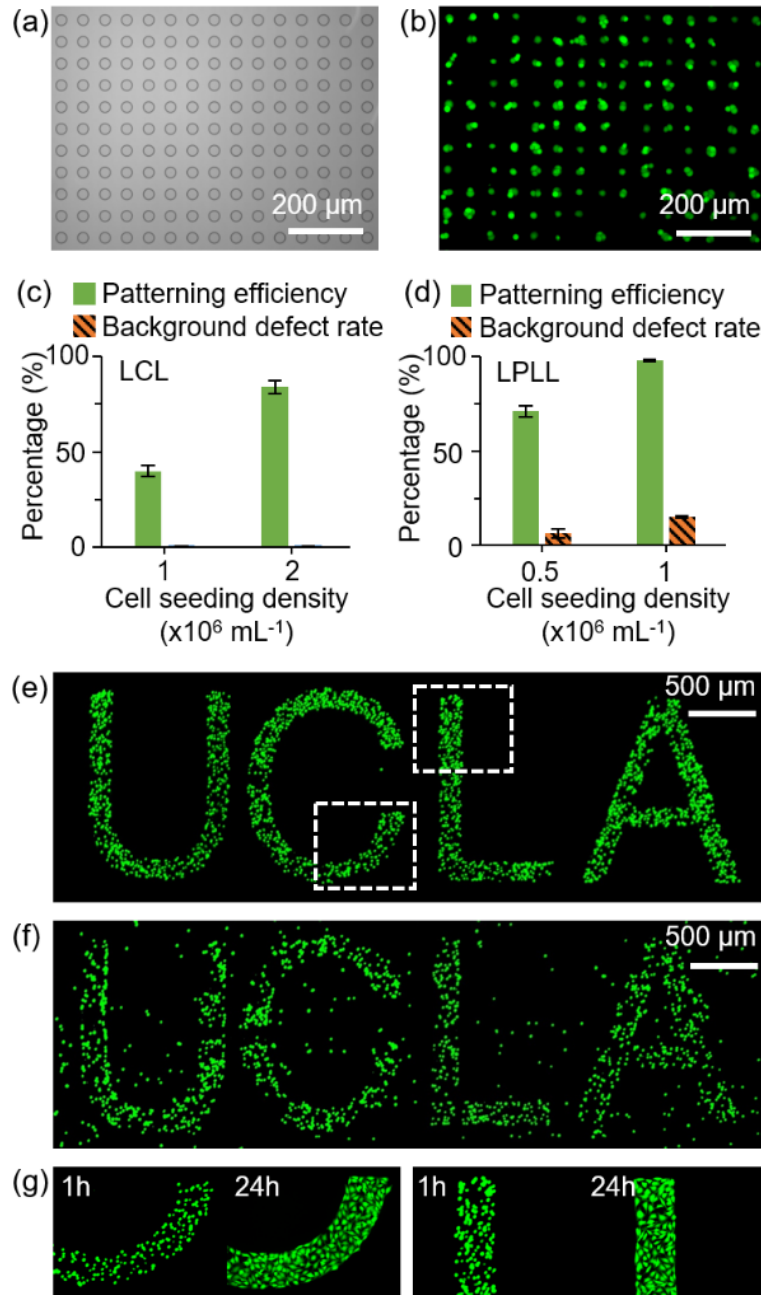 (a)
200 µm
(b)
200 µm
(c)
Patterning efficiency
Background defect rate
LCL
Percentage (%)
100
50
0
1
2
Cell seeding density
(x10⁶ mL⁻¹)
(d)
Patterning efficiency
Background defect rate
LPLL
Percentage (%)
100
50
0
0.5
1
Cell seeding density
(x10⁶ mL⁻¹)
(e)
500 µm
UCLA
(f)
500 µm
UCLA
(g)
1h
24h
1h
24h